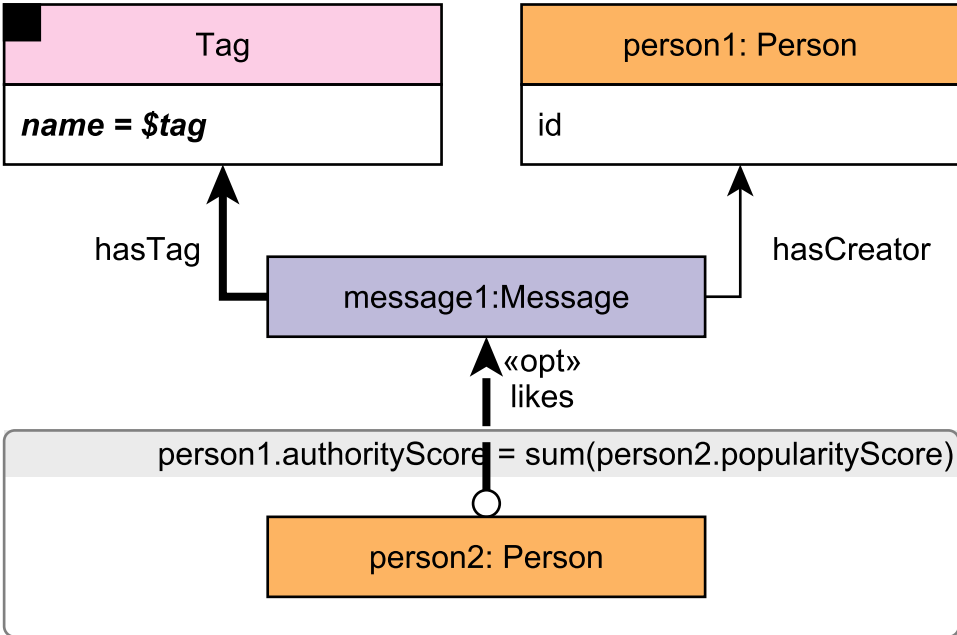 Tag
name = $tag
person1: Person
id
hasTag
hasCreator
message1:Message
«opt»
likes
person1.authorityScore = sum(person2.popularityScore)
person2: Person